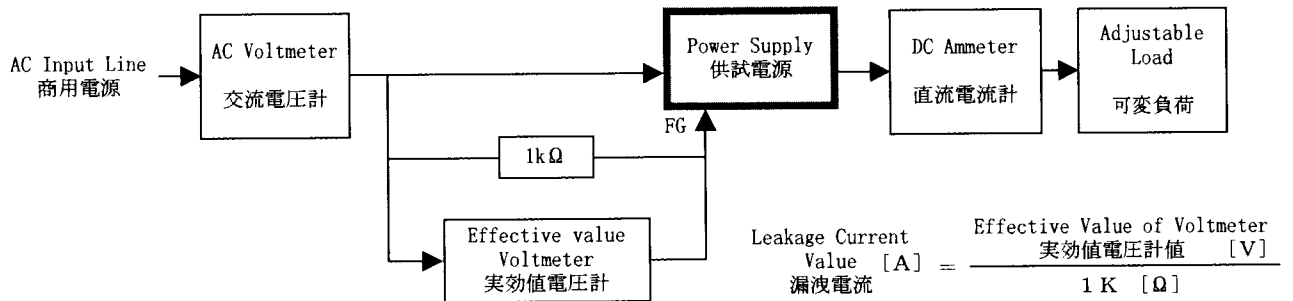 AC Input Line
商用電源
AC Voltmeter
交流電圧計
Power Supply
供試電源
DC Ammeter
直流電流計
Adjustable
Load
可変負荷
FG
1kΩ
Effective value
Voltmeter
実効値電圧計
Leakage Current
Value [A] =
漏洩電流
Effective Value of Voltmeter
実効値電圧計値 [V]
1 K [Ω]